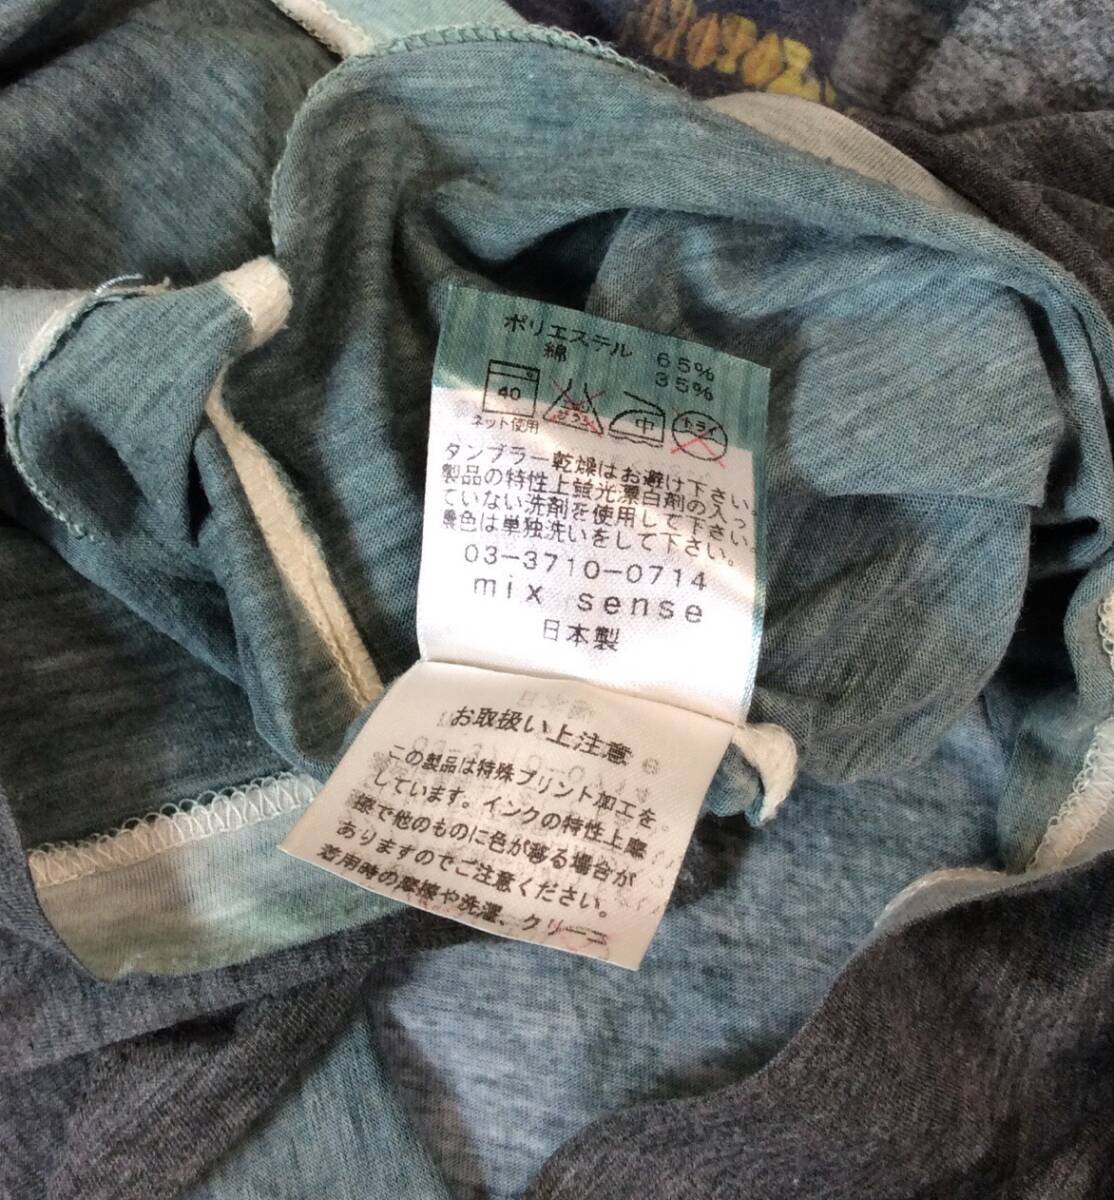 ポリエステル 65%
綿 35%
40
中
ドライ
ネット使用
タンブラー乾燥はお避け下さい。
製品の特性上蛍光漂白剤の入っ
ていない洗剤を使用して下さい。
濃色は単独洗いをして下さい。
03-3710-0714
mix sense
日本製
お取扱い上注意
この製品は特殊プリント加工を
しています。インクの特性上摩
擦で他のものに色が移る場合が
ありますのでご注意ください。
着用時の摩擦や洗濯、クリーニ